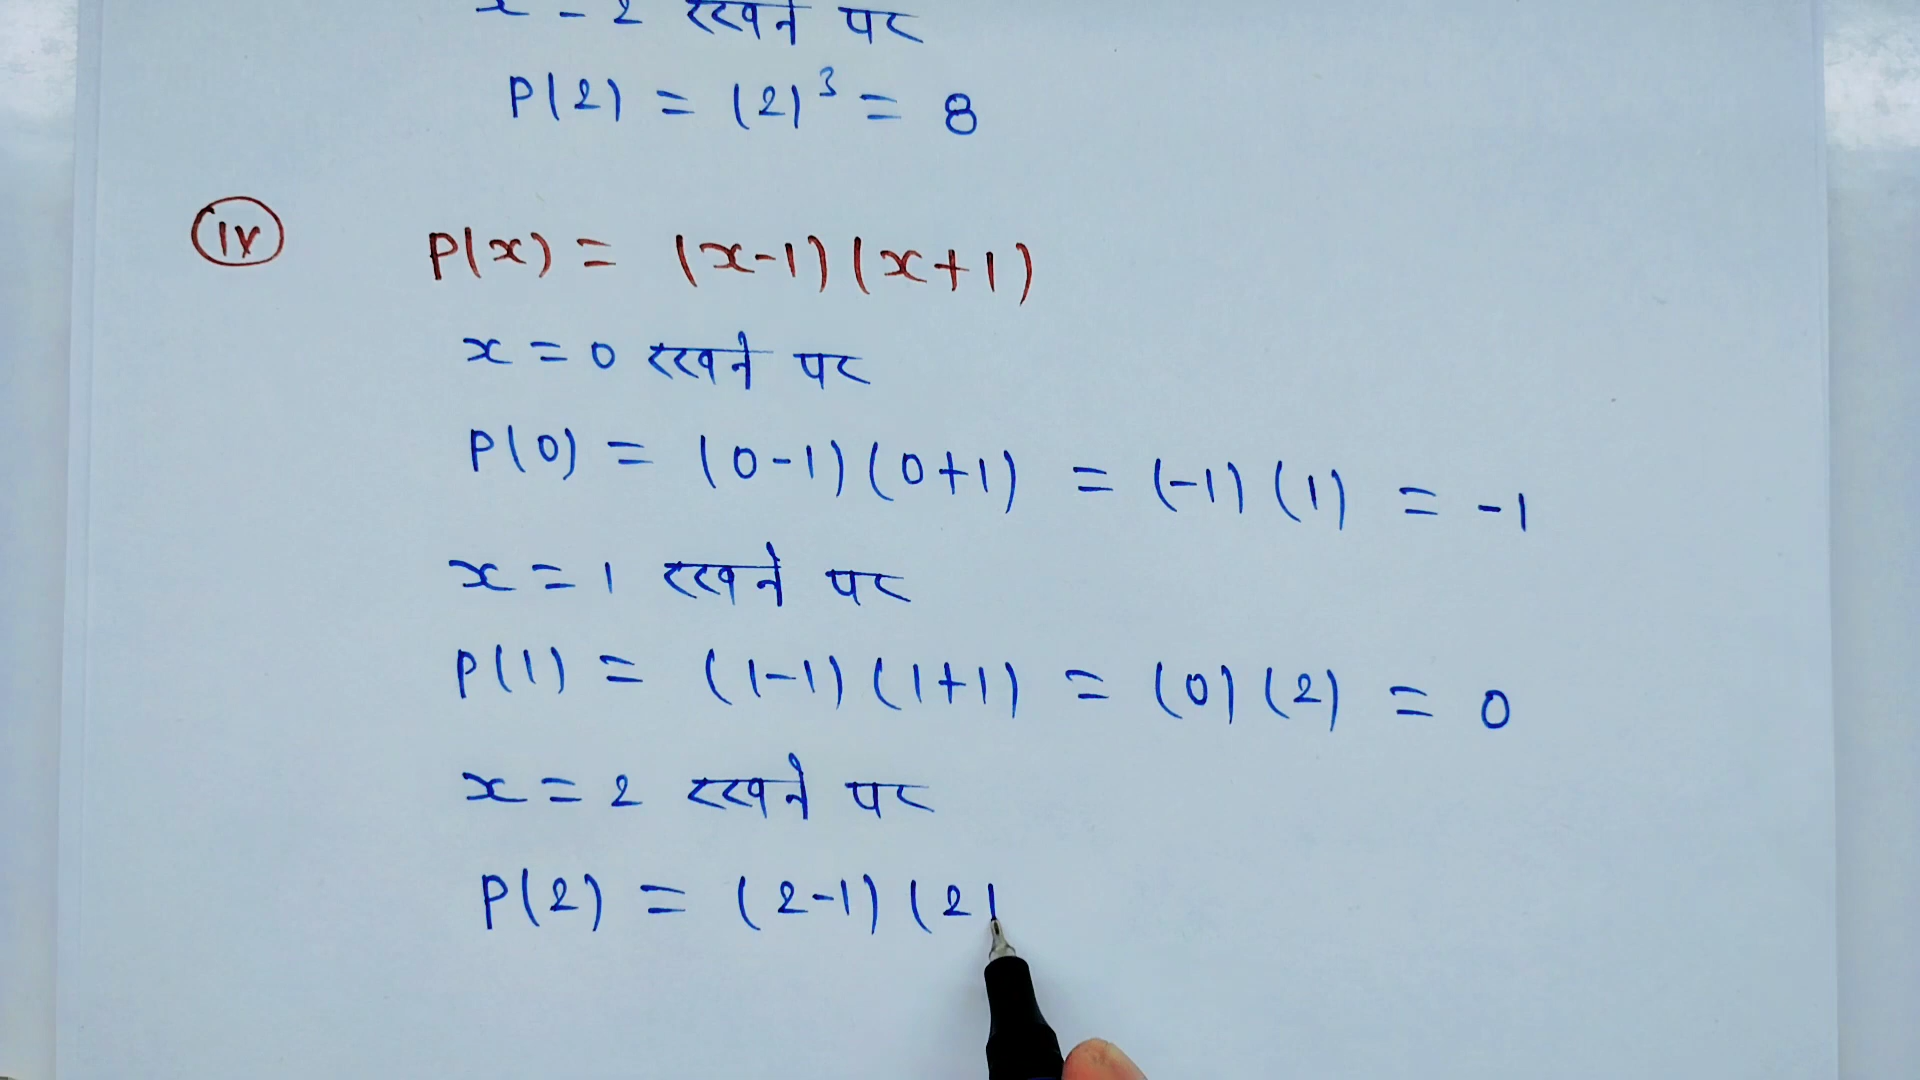 x = 2 रखने पर
P(2) = (2)³ = 8
(iv) P(x) = (x-1)(x+1)
x = 0 रखने पर
P(0) = (0-1)(0+1) = (-1)(1) = -1
x = 1 रखने पर
P(1) = (1-1)(1+1) = (0)(2) = 0
x = 2 रखने पर
P(2) = (2-1)(2